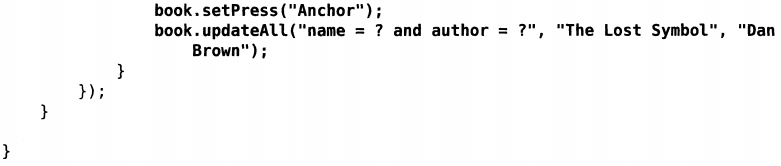 book.setPress("Anchor");
book.updateAll("name = ? and author = ?", "The Lost Symbol", "Dan
Brown");
}
});
}
}